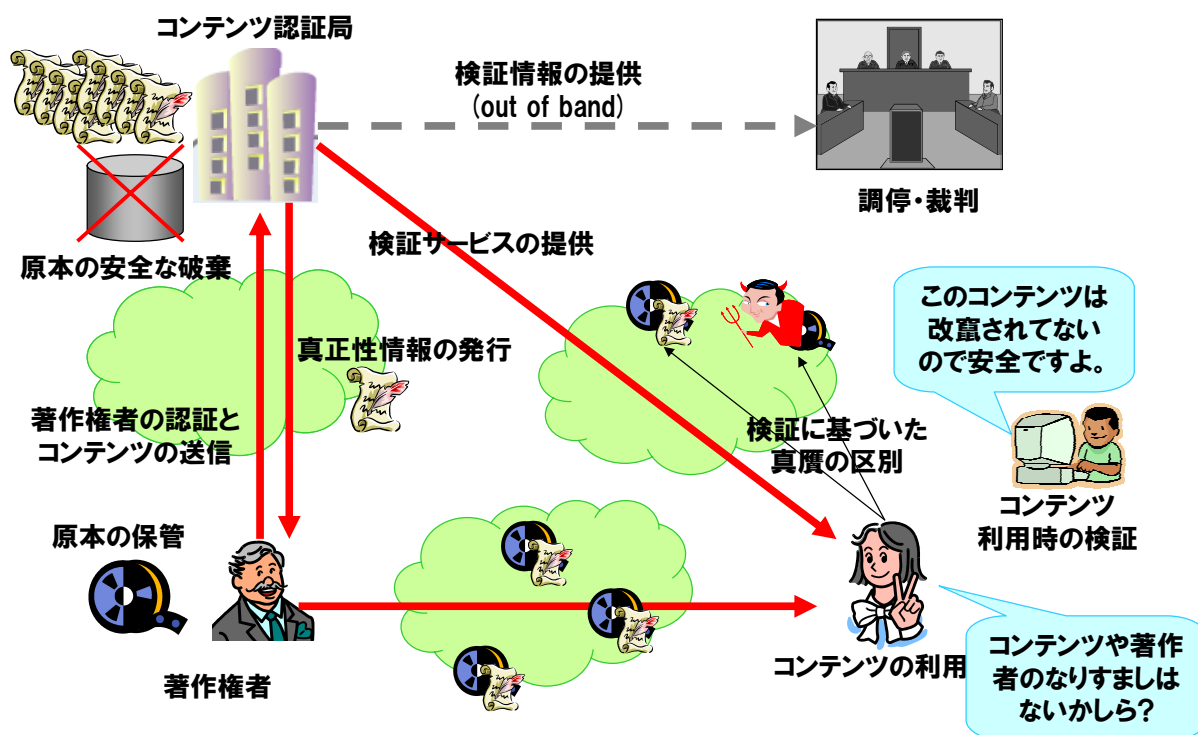 コンテンツ認証局
検証情報の提供
(out of band)
調停・裁判
原本の安全な破棄
検証サービスの提供
真正性情報の発行
著作権者の認証と
コンテンツの送信
このコンテンツは
改竄されてない
ので安全ですよ。
検証に基づいた
真贋の区別
コンテンツ
利用時の検証
原本の保管
著作権者
コンテンツの利用
コンテンツや著作
者のなりすましは
ないかしら？